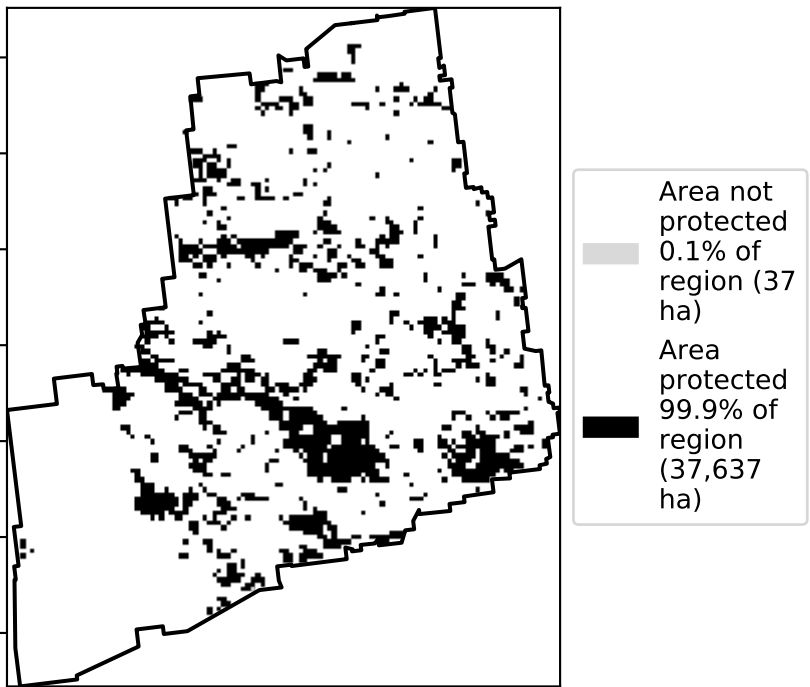 Area not
protected
0.1% of
region (37
ha)
Area
protected
99.9% of
region
(37,637
ha)